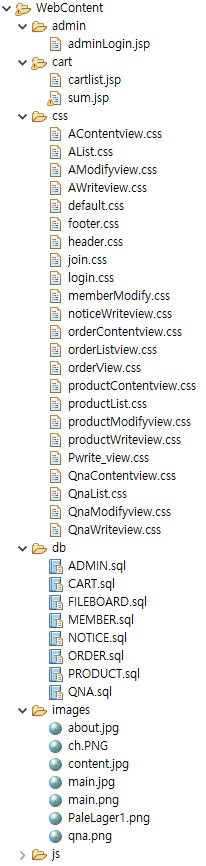 WebContent
admin
adminLogin.jsp
cart
cartlist.jsp
sum.jsp
css
AContentview.css
AList.css
AModifyview.css
AWriteview.css
default.css
footer.css
header.css
join.css
login.css
memberModify.css
noticeWriteview.css
orderContentview.css
orderListview.css
orderView.css
productContentview.css
productList.css
productModifyview.css
productWriteview.css
Pwrite_view.css
QnaContentview.css
QnaList.css
QnaModifyview.css
QnaWriteview.css
db
ADMIN.sql
CART.sql
FILEBOARD.sql
MEMBER.sql
NOTICE.sql
ORDER.sql
PRODUCT.sql
QNA.sql
images
about.jpg
ch.PNG
content.jpg
main.jpg
main.png
PaleLager1.png
qna.png
js